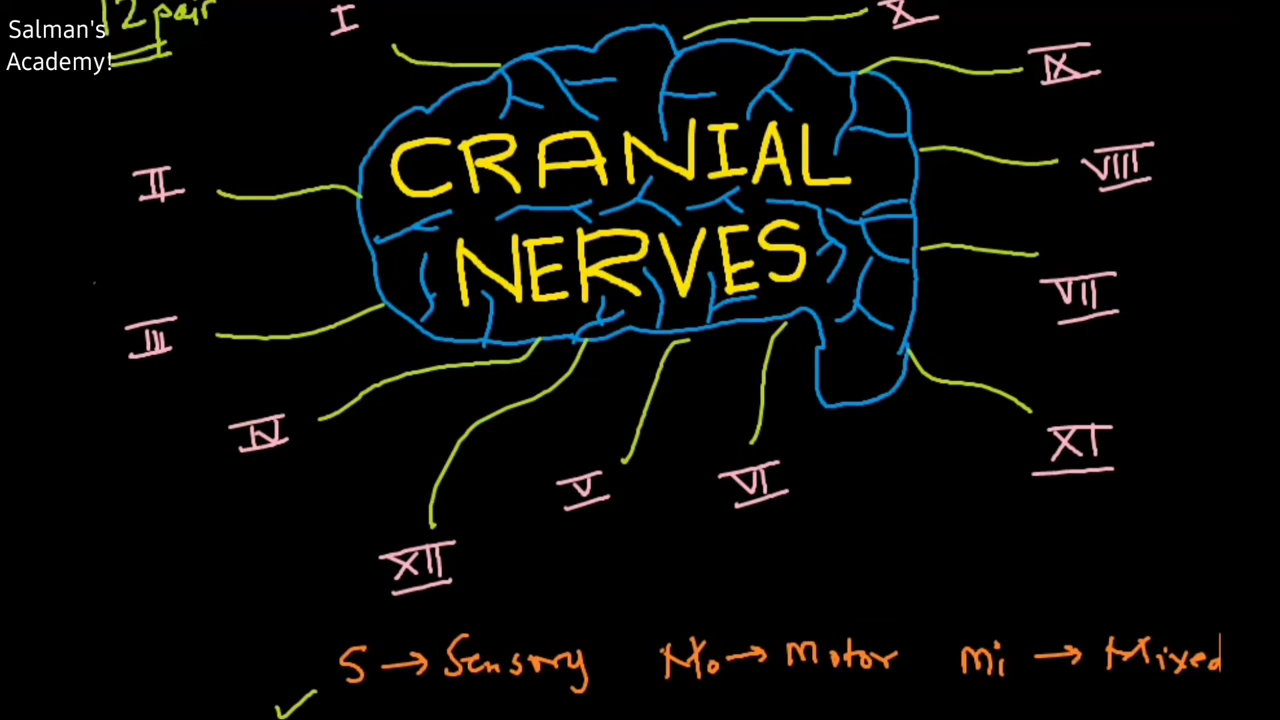 12 pair
Salman's
Academy!
I
X
IX
VIII
II
CRANIAL
NERVES
VII
III
IV
XI
V
VI
XII
S → Sensory Mo → Motor Mi → Mixed